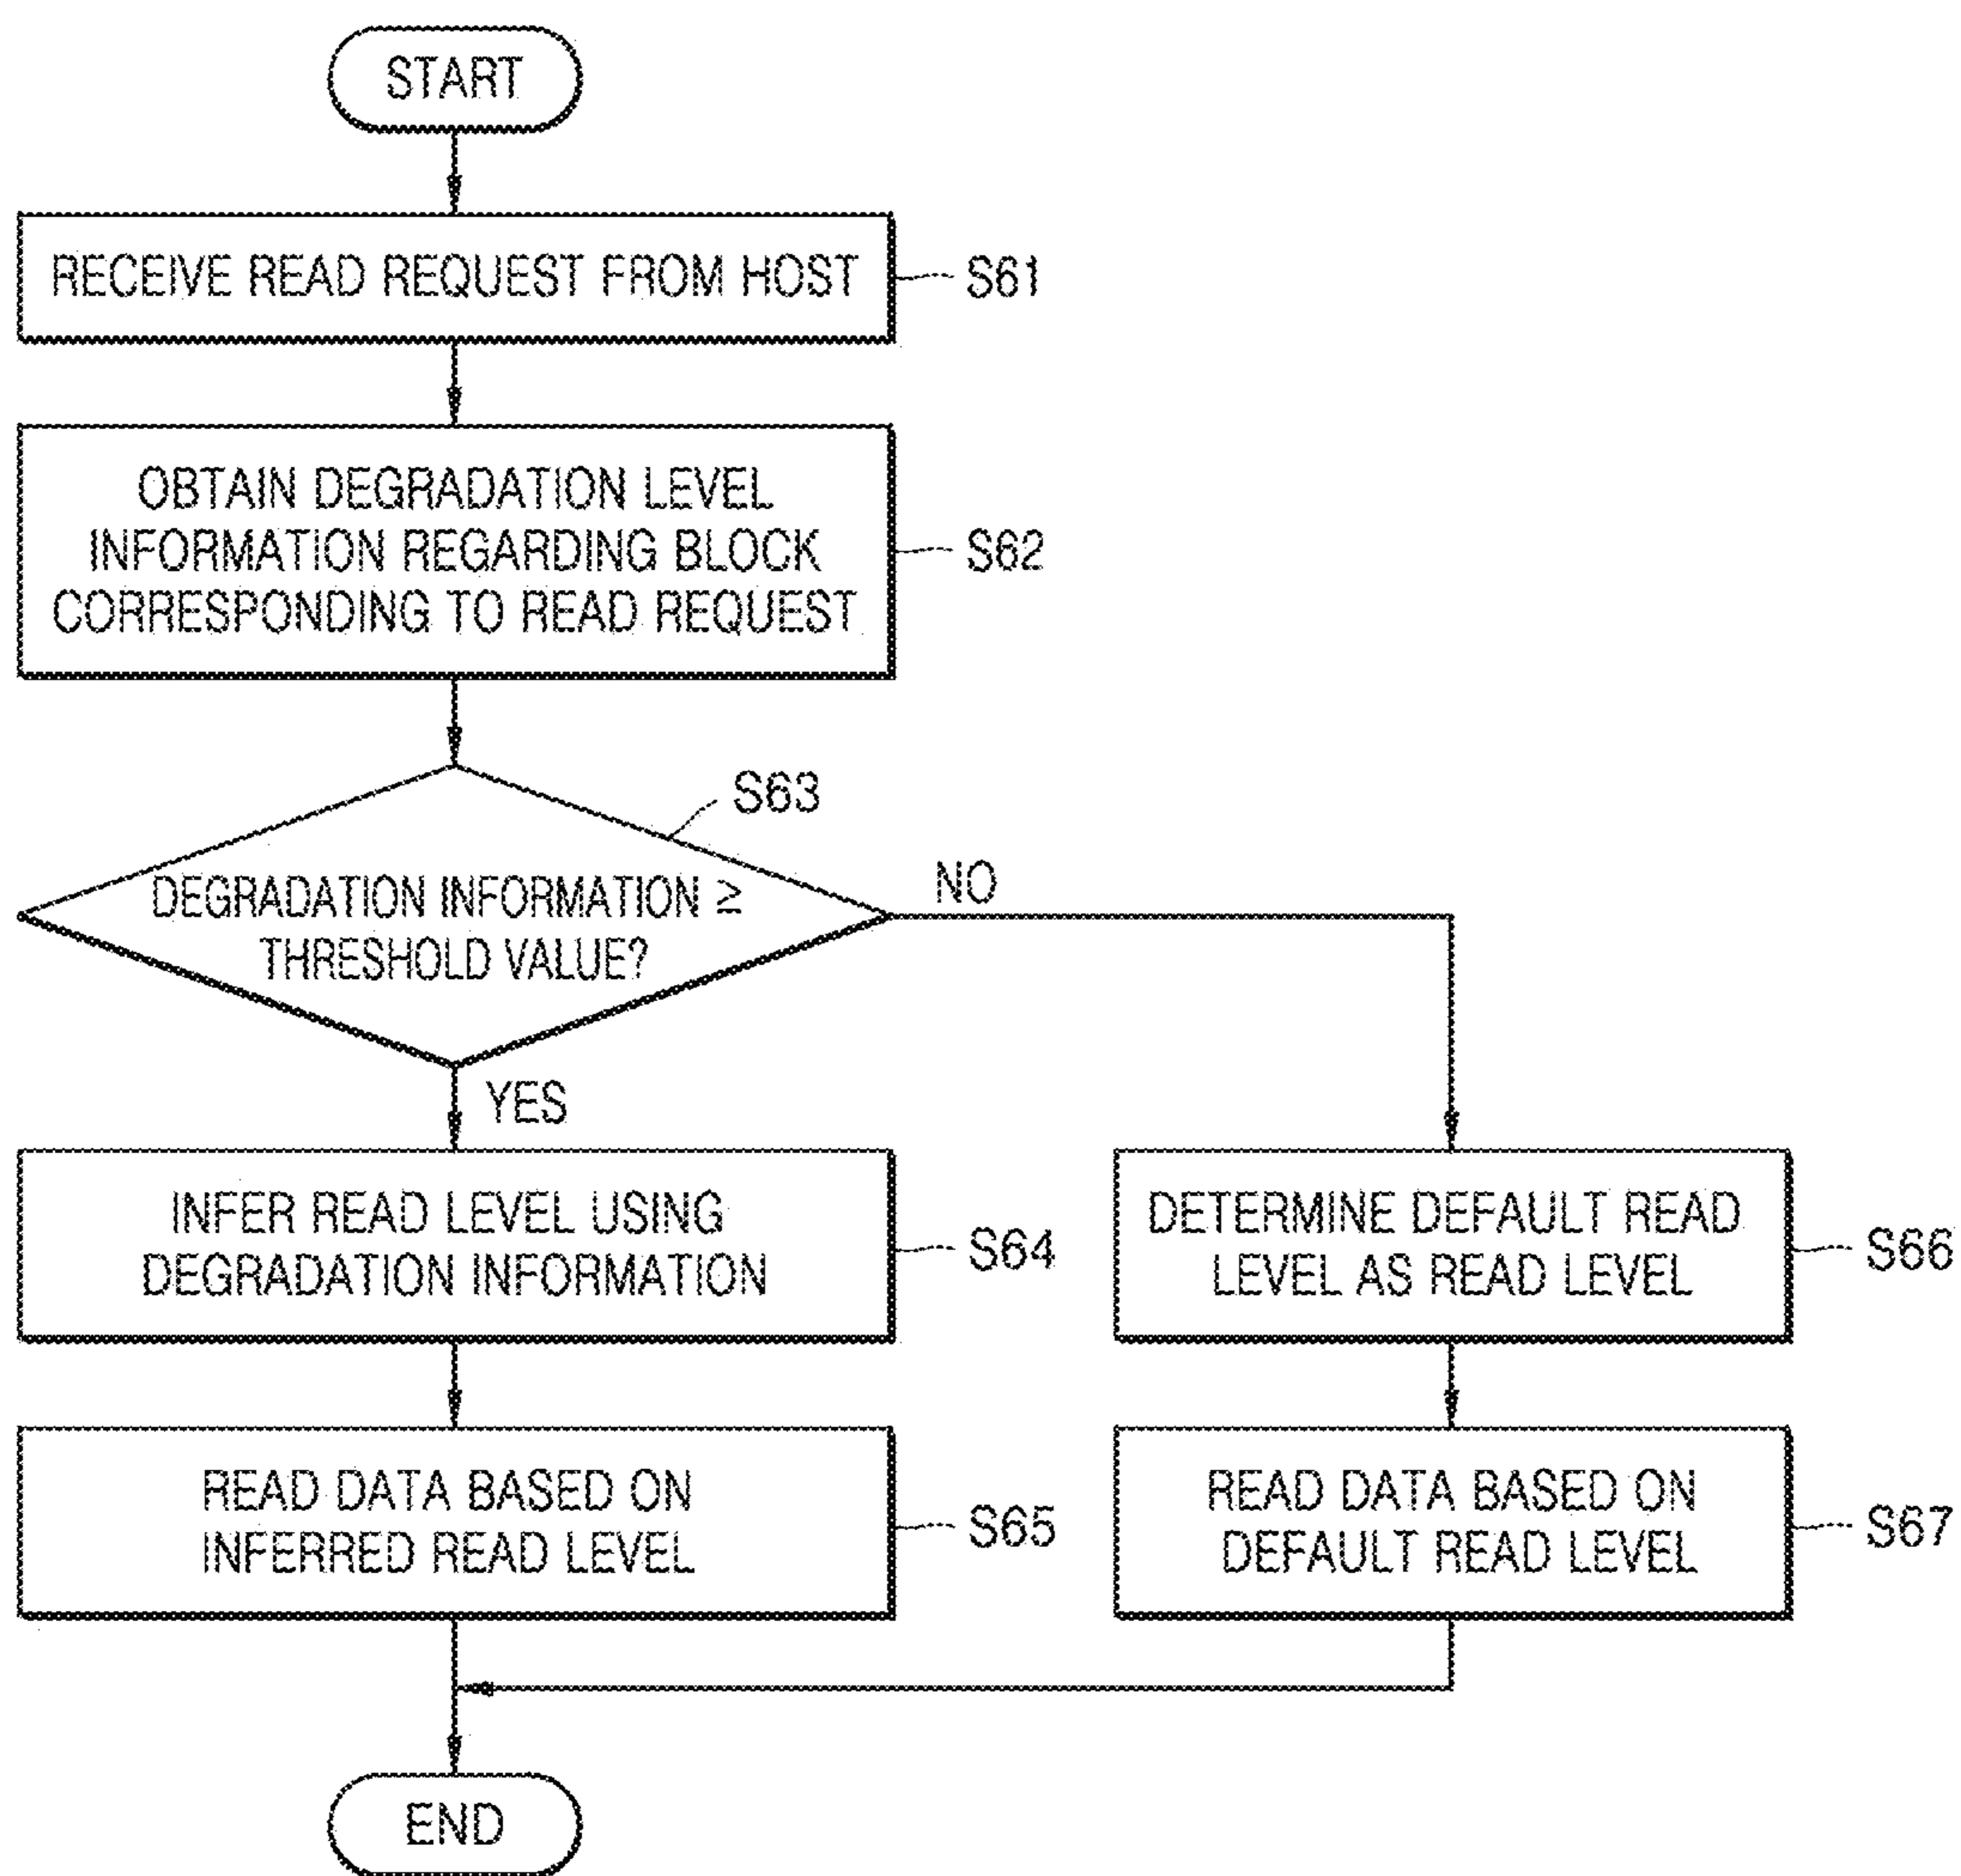 START
RECEIVE READ REQUEST FROM HOST
S61
OBTAIN DEGRADATION LEVEL
INFORMATION REGARDING BLOCK
CORRESPONDING TO READ REQUEST
S62
S63
DEGRADATION INFORMATION ≥
THRESHOLD VALUE?
NO
YES
INFER READ LEVEL USING
DEGRADATION INFORMATION
S64
DETERMINE DEFAULT READ
LEVEL AS READ LEVEL
S66
READ DATA BASED ON
INFERRED READ LEVEL
S65
READ DATA BASED ON
DEFAULT READ LEVEL
S67
END